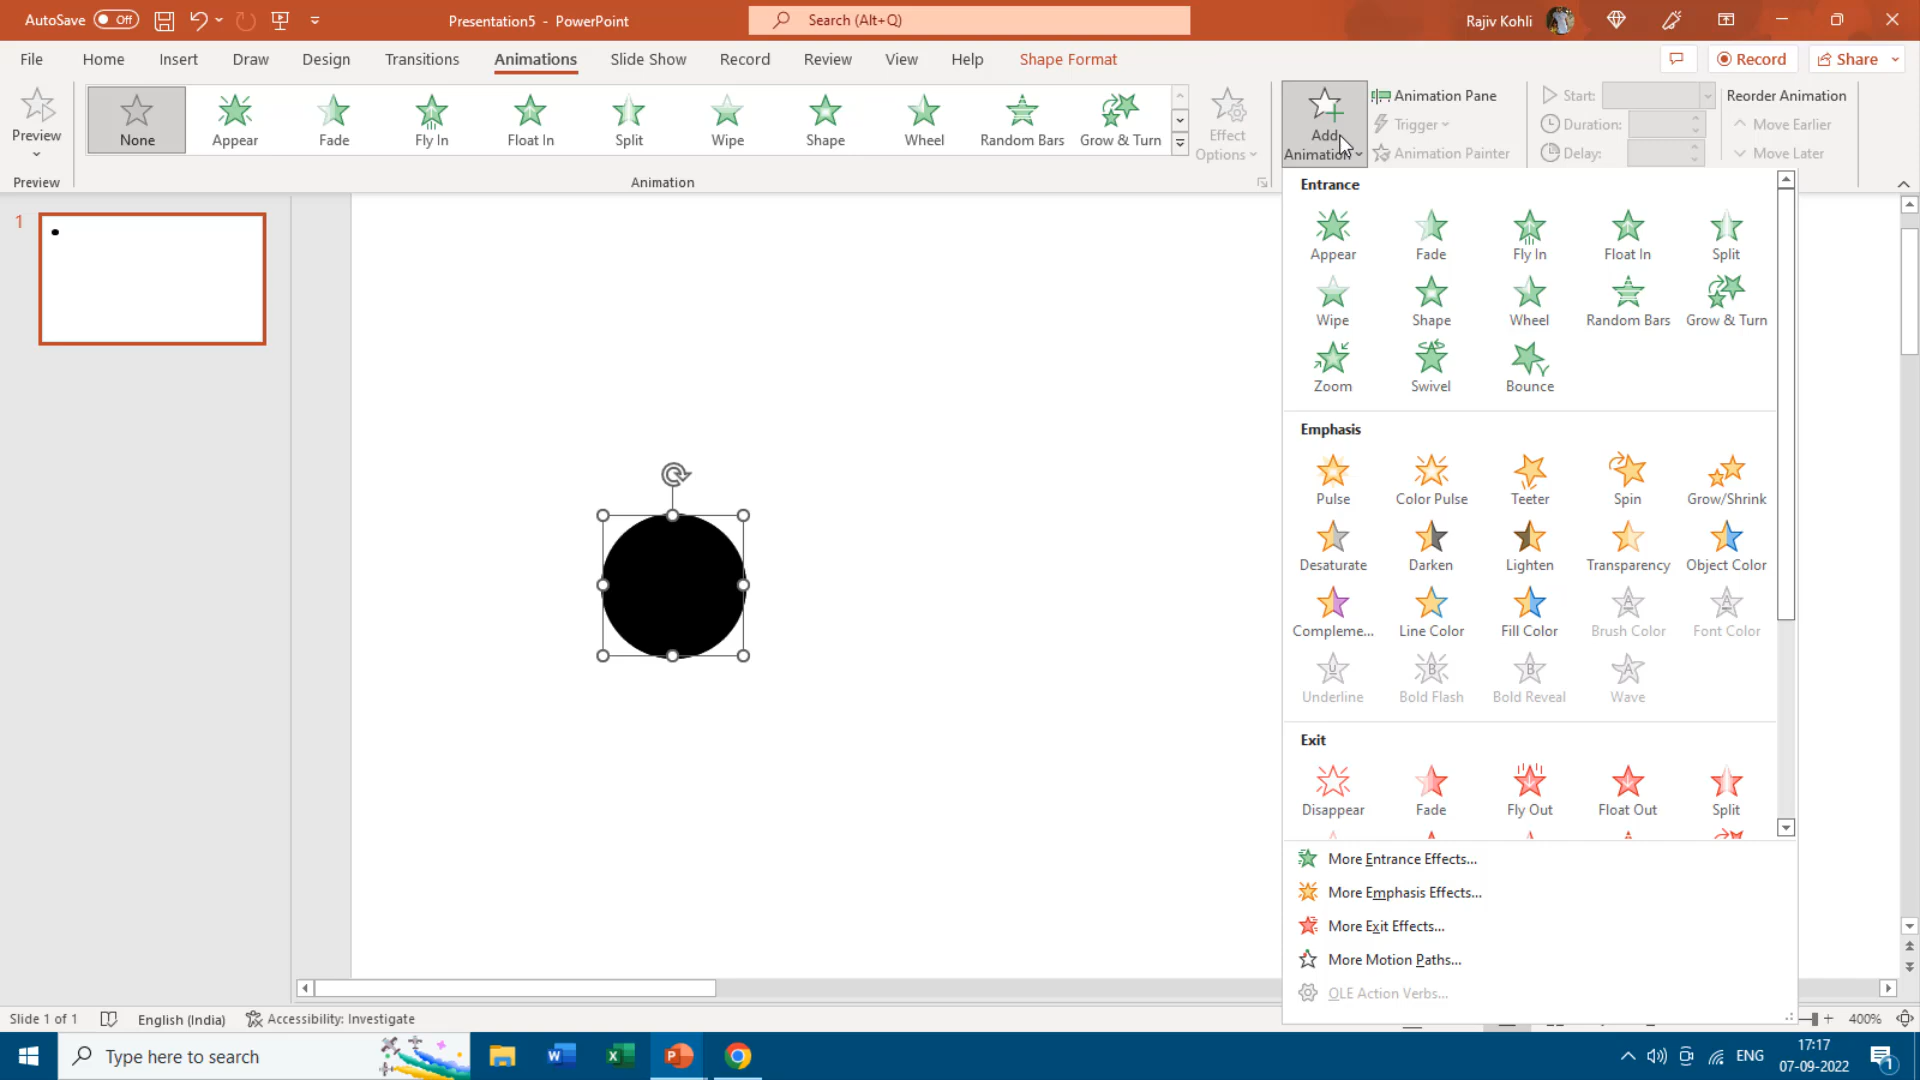 AutoSave Off Presentation5 - PowerPoint Search (Alt+Q) Rajiv Kohli
File Home Insert Draw Design Transitions Animations Slide Show Record Review View Help Shape Format Record Share
Preview
Preview
None Appear Fade Fly In Float In Split Wipe Shape Wheel Random Bars Grow & Turn
Animation
Effect
Options
Add
Animation
Animation Pane
Trigger
Animation Painter
Start:
Duration:
Delay:
Reorder Animation
Move Earlier
Move Later
1
Entrance
Appear Fade Fly In Float In Split
Wipe Shape Wheel Random Bars Grow & Turn
Zoom Swivel Bounce
Emphasis
Pulse Color Pulse Teeter Spin Grow/Shrink
Desaturate Darken Lighten Transparency Object Color
Compleme... Line Color Fill Color Brush Color Font Color
Underline Bold Flash Bold Reveal Wave
Exit
Disappear Fade Fly Out Float Out Split
More Entrance Effects...
More Emphasis Effects...
More Exit Effects...
More Motion Paths...
OLE Action Verbs...
Slide 1 of 1 English (India) Accessibility: Investigate 400%
Type here to search
ENG
17:17
07-09-2022
1